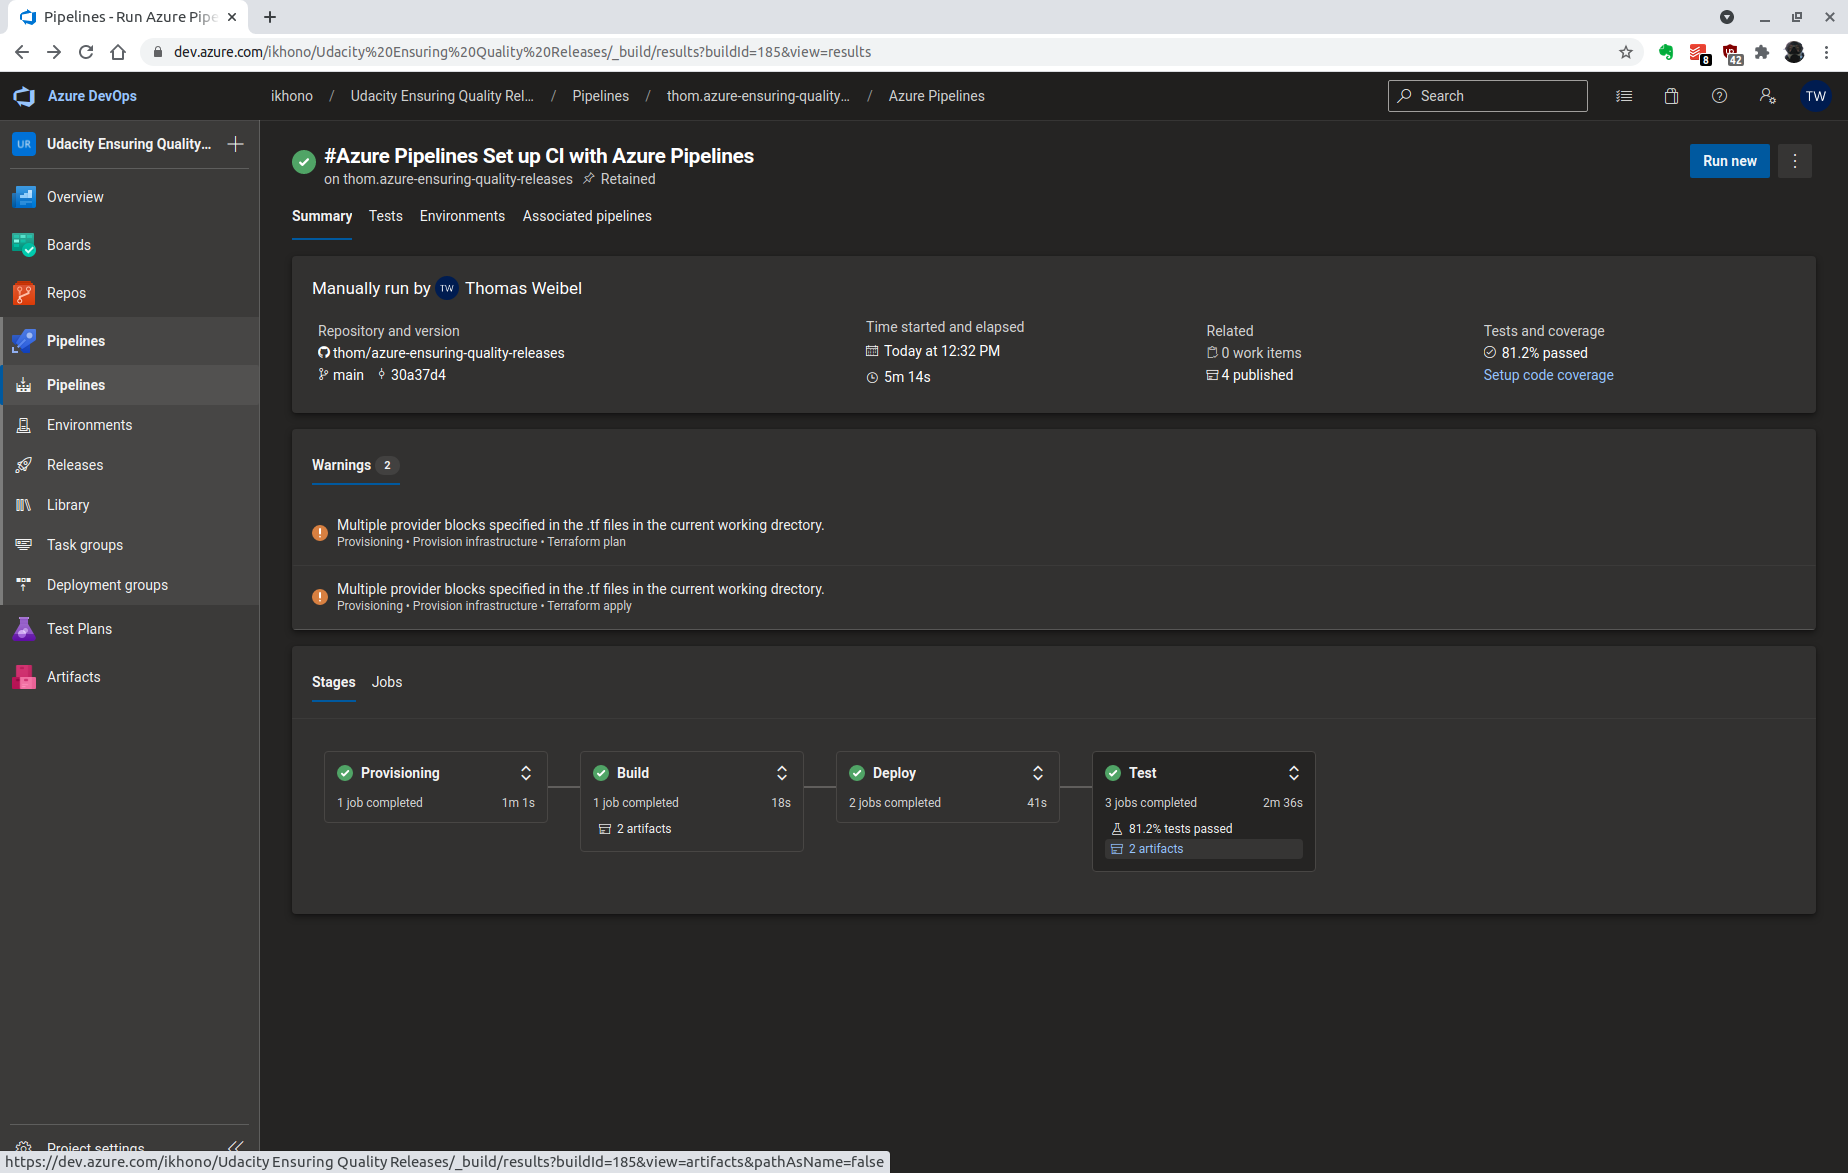 Pipelines - Run Azure Pipe
dev.azure.com/ikhono/Udacity%20Ensuring%20Quality%20Releases/_build/results?buildId=185&view=results
8
42
Azure DevOps
ikhono / Udacity Ensuring Quality Rel... / Pipelines / thom.azure-ensuring-quality... / Azure Pipelines
Search
TW
UR Udacity Ensuring Quality...
Overview
Boards
Repos
Pipelines
Pipelines
Environments
Releases
Library
Task groups
Deployment groups
Test Plans
Artifacts
Project settings
#Azure Pipelines Set up CI with Azure Pipelines
on thom.azure-ensuring-quality-releases Retained
Run new
Summary Tests Environments Associated pipelines
Manually run by TW Thomas Weibel
Repository and version
thom/azure-ensuring-quality-releases
main 30a37d4
Time started and elapsed
Today at 12:32 PM
5m 14s
Related
0 work items
4 published
Tests and coverage
81.2% passed
Setup code coverage
Warnings 2
Multiple provider blocks specified in the .tf files in the current working drectory.
Provisioning • Provision infrastructure • Terraform plan
Multiple provider blocks specified in the .tf files in the current working drectory.
Provisioning • Provision infrastructure • Terraform apply
Stages Jobs
Provisioning
1 job completed 1m 1s
Build
1 job completed 18s
2 artifacts
Deploy
2 jobs completed 41s
Test
3 jobs completed 2m 36s
81.2% tests passed
2 artifacts
https://dev.azure.com/ikhono/Udacity Ensuring Quality Releases/_build/results?buildId=185&view=artifacts&pathAsName=false